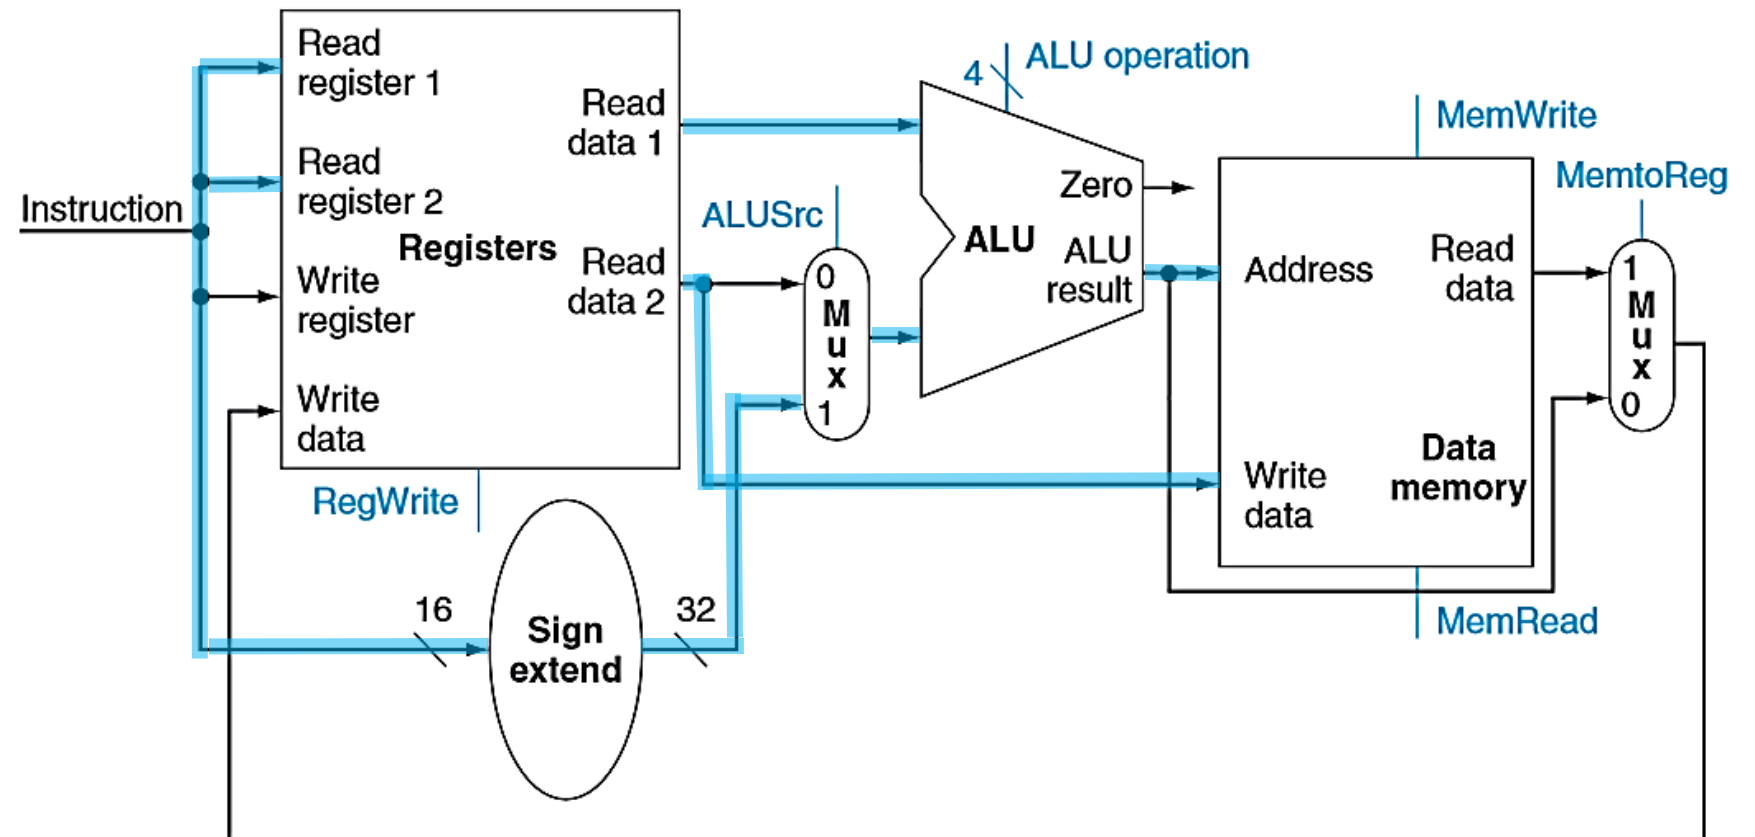 Instruction
Read
register 1
Read
register 2
Registers
Write
register
Write
data
Read
data 1
Read
data 2
RegWrite
16
Sign
extend
32
ALUSrc
0
M
u
x
1
4
ALU operation
Zero
ALU
ALU
result
MemWrite
Address
Read
data
Write
data
Data
memory
MemRead
MemtoReg
1
M
u
x
0